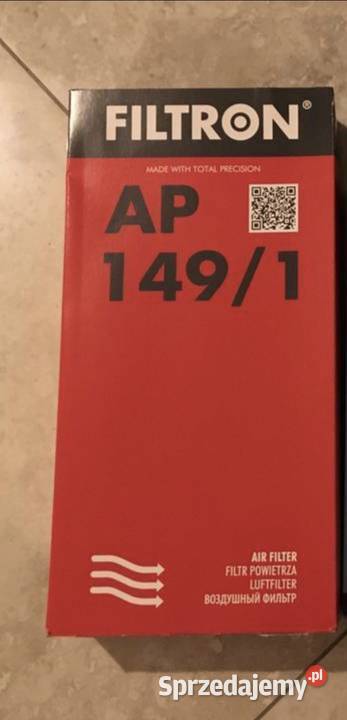 FILTRON®
MADE WITH TOTAL PRECISION
AP
149/1
AIR FILTER
FILTR POWIETRZA
LUFTFILTER
ВОЗДУШНЫЙ ФИЛЬТР
Sprzedajemy.pl